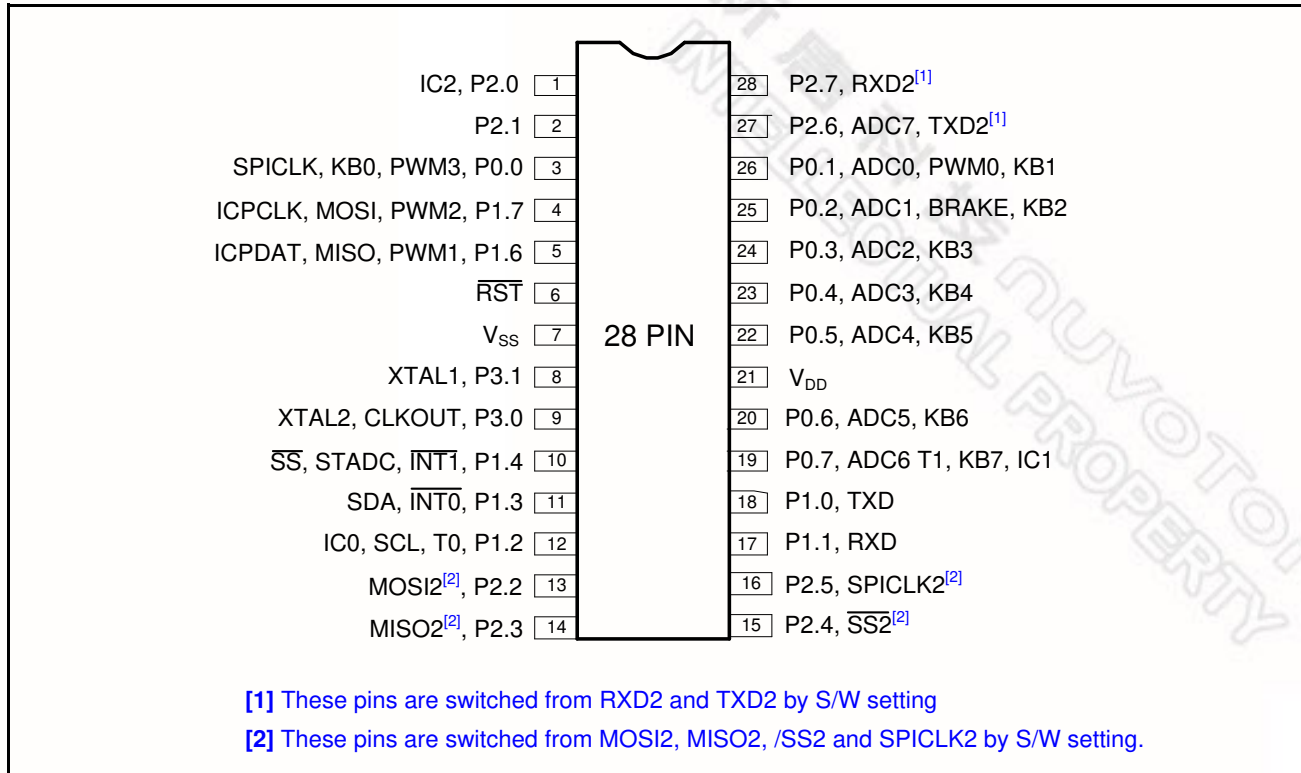 IC2, P2.0 1
P2.1 2
SPICLK, KB0, PWM3, P0.0 3
ICPCLK, MOSI, PWM2, P1.7 4
ICPDAT, MISO, PWM1, P1.6 5
RST 6
VSS 7
XTAL1, P3.1 8
XTAL2, CLKOUT, P3.0 9
SS, STADC, INT1, P1.4 10
SDA, INT0, P1.3 11
IC0, SCL, T0, P1.2 12
MOSI2[2], P2.2 13
MISO2[2], P2.3 14
28 PIN
28 P2.7, RXD2[1]
27 P2.6, ADC7, TXD2[1]
26 P0.1, ADC0, PWM0, KB1
25 P0.2, ADC1, BRAKE, KB2
24 P0.3, ADC2, KB3
23 P0.4, ADC3, KB4
22 P0.5, ADC4, KB5
21 VDD
20 P0.6, ADC5, KB6
19 P0.7, ADC6 T1, KB7, IC1
18 P1.0, TXD
17 P1.1, RXD
16 P2.5, SPICLK2[2]
15 P2.4, SS2[2]
[1] These pins are switched from RXD2 and TXD2 by S/W setting
[2] These pins are switched from MOSI2, MISO2, /SS2 and SPICLK2 by S/W setting.
唐科技 nuvoTon
INTELLECTUAL PROPERTY